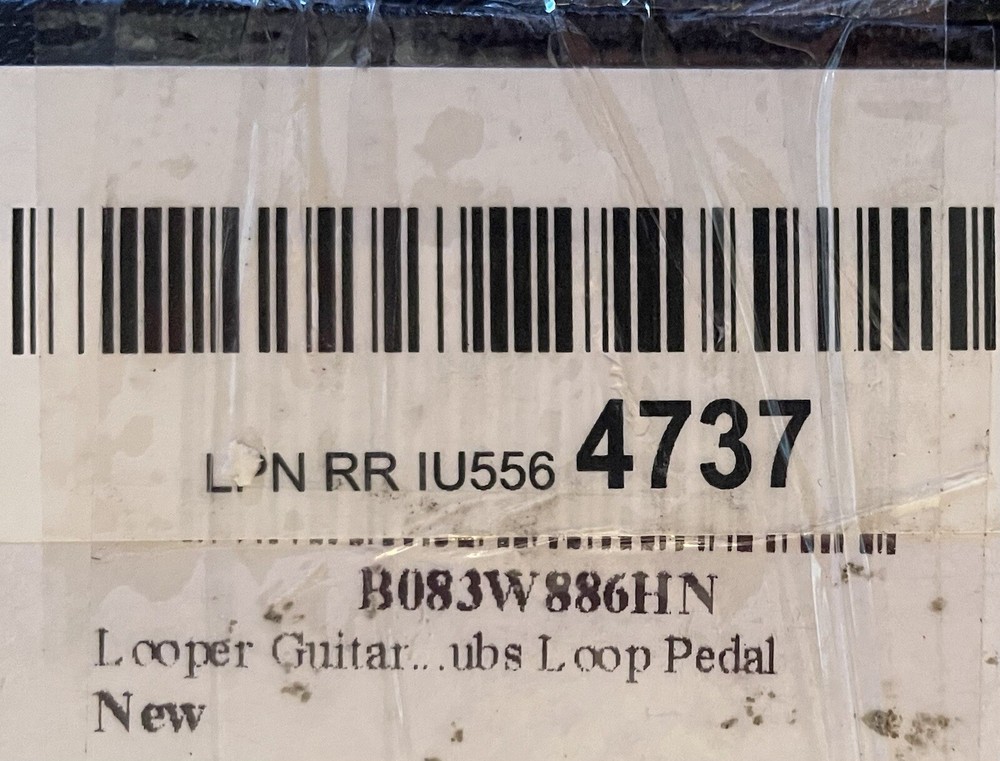 LPN RR IU556 4737
B083W886HN
Looper Guitar...ubs Loop Pedal
New